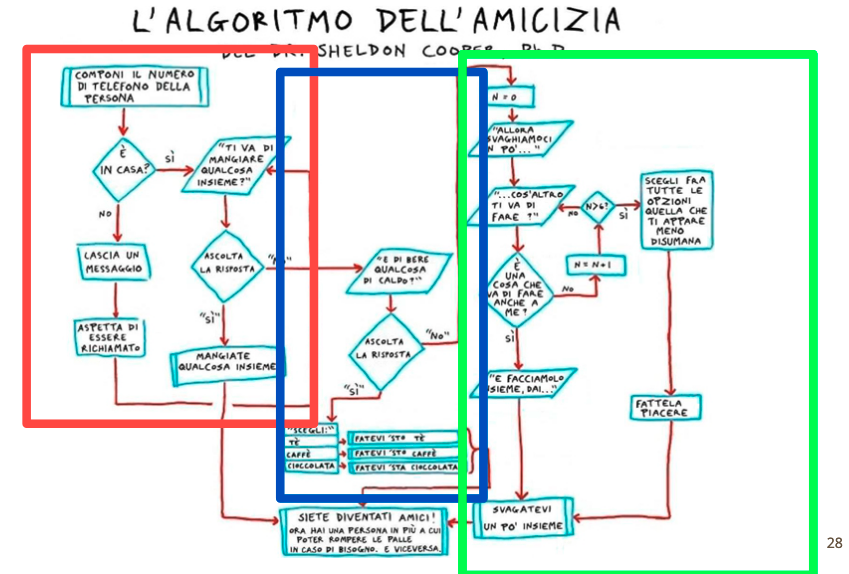 L'ALGORITMO DELL'AMICIZIA
DEL DR. SHELDON COOPER, Ph.D.
COMPONI IL NUMERO
DI TELEFONO DELLA
PERSONA
È
IN CASA?
SÌ
NO
"TI VA DI
MANGIARE
QUALCOSA
INSIEME?"
LASCIA UN
MESSAGGIO
ASPETTA DI
ESSERE
RICHIAMATO
ASCOLTA
LA RISPOSTA
"SÌ"
MANGIATE
QUALCOSA INSIEME
"E DI BERE
QUALCOSA
DI CALDO?"
ASCOLTA
LA RISPOSTA
"No"
"SÌ"
"SCEGLI:"
TÈ
CAFFÈ
CIOCCOLATA
FATEVI 'STO TÈ
FATEVI 'STO CAFFÈ
FATEVI 'STA CIOCCOLATA
N = 0
"ALLORA
SVAGHIAMOCI
UN PO'..."
"...COS'ALTRO
TI VA DI
FARE ?"
È
UNA
COSA CHE
VA DI FARE
ANCHE A
ME?
NO
SÌ
N = N+1
N>6?
NO
SÌ
SCEGLI FRA
TUTTE LE
OPZIONI
QUELLA CHE
TI APPARE
MENO
DISUMANA
"E FACCIAMOLO
INSIEME, DAI..."
FATTELA
PIACERE
SVAGATEVI
UN PO' INSIEME
SIETE DIVENTATI AMICI!
ORA HAI UNA PERSONA IN PIÙ A CUI
POTER ROMPERE LE PALLE
IN CASO DI BISOGNO. E VICEVERSA.
28